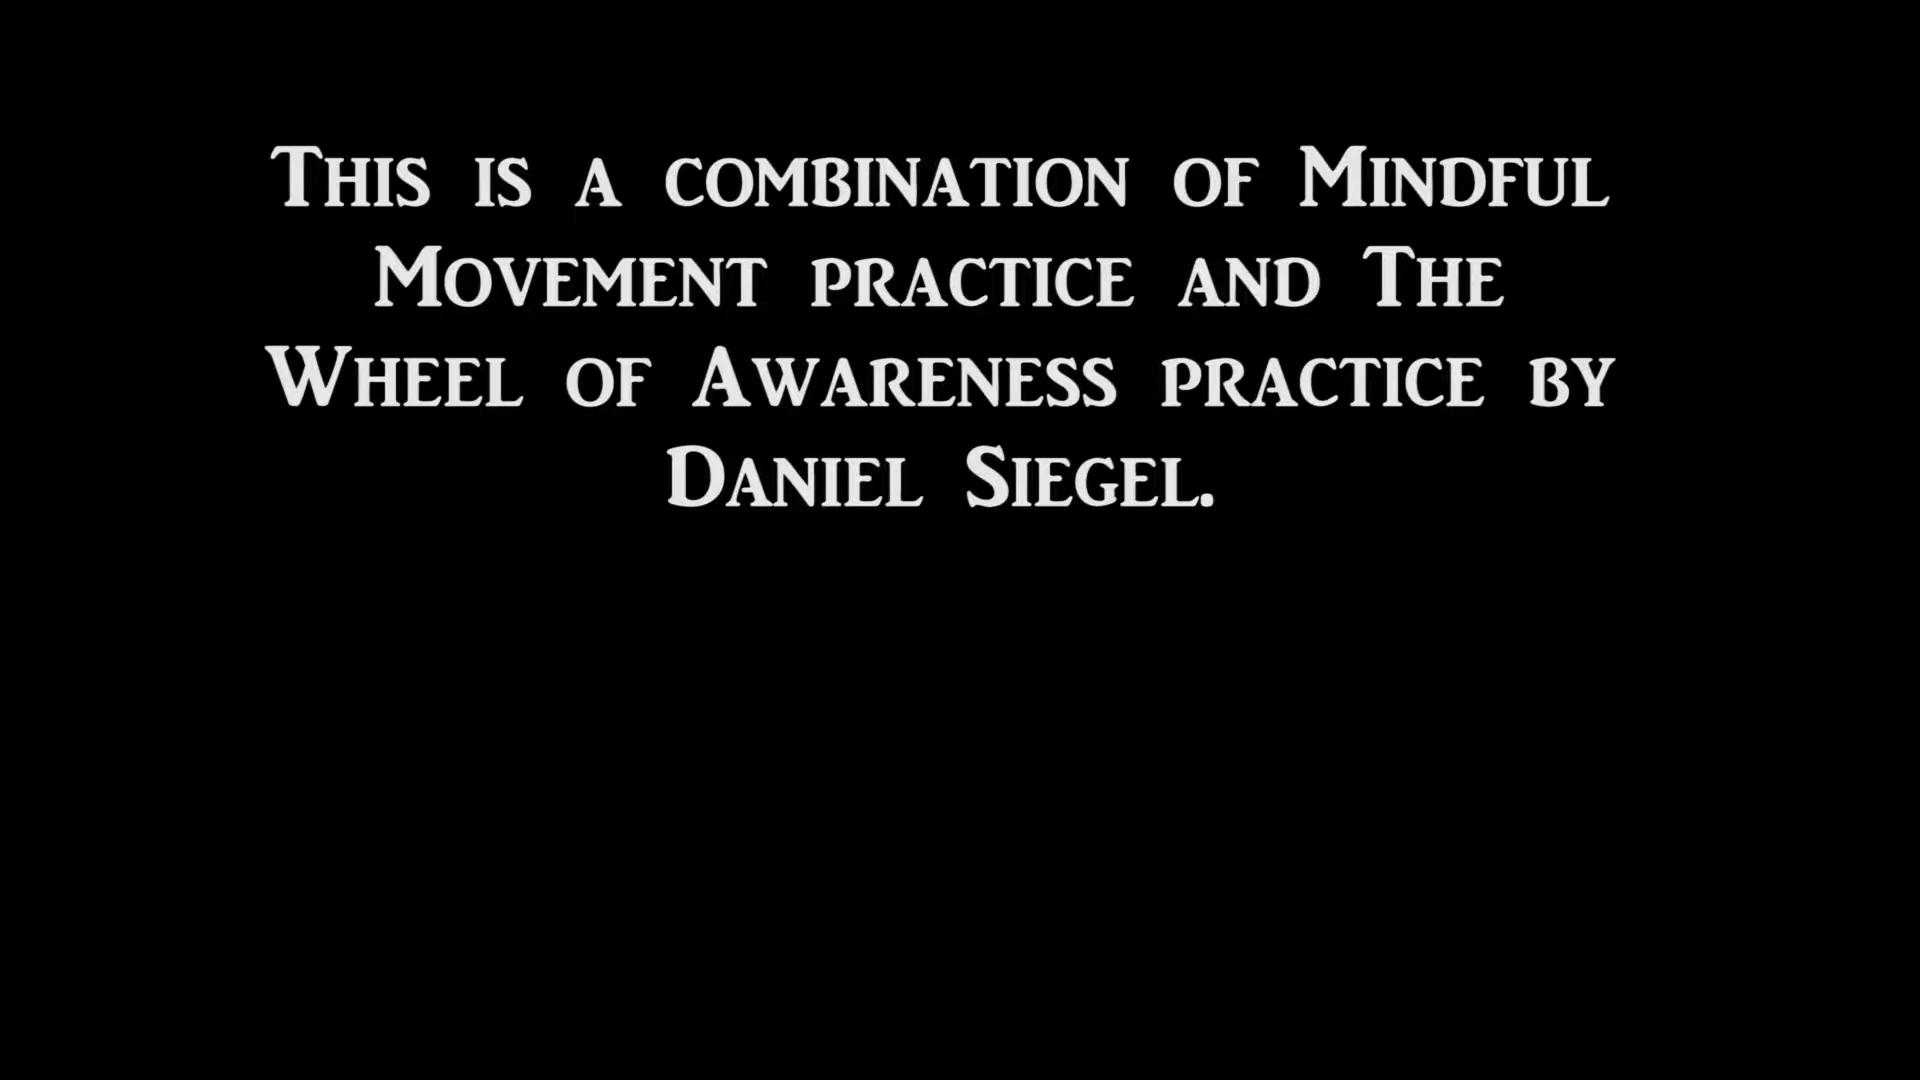 This is a combination of Mindful
Movement practice and The
Wheel of Awareness practice by
Daniel Siegel.